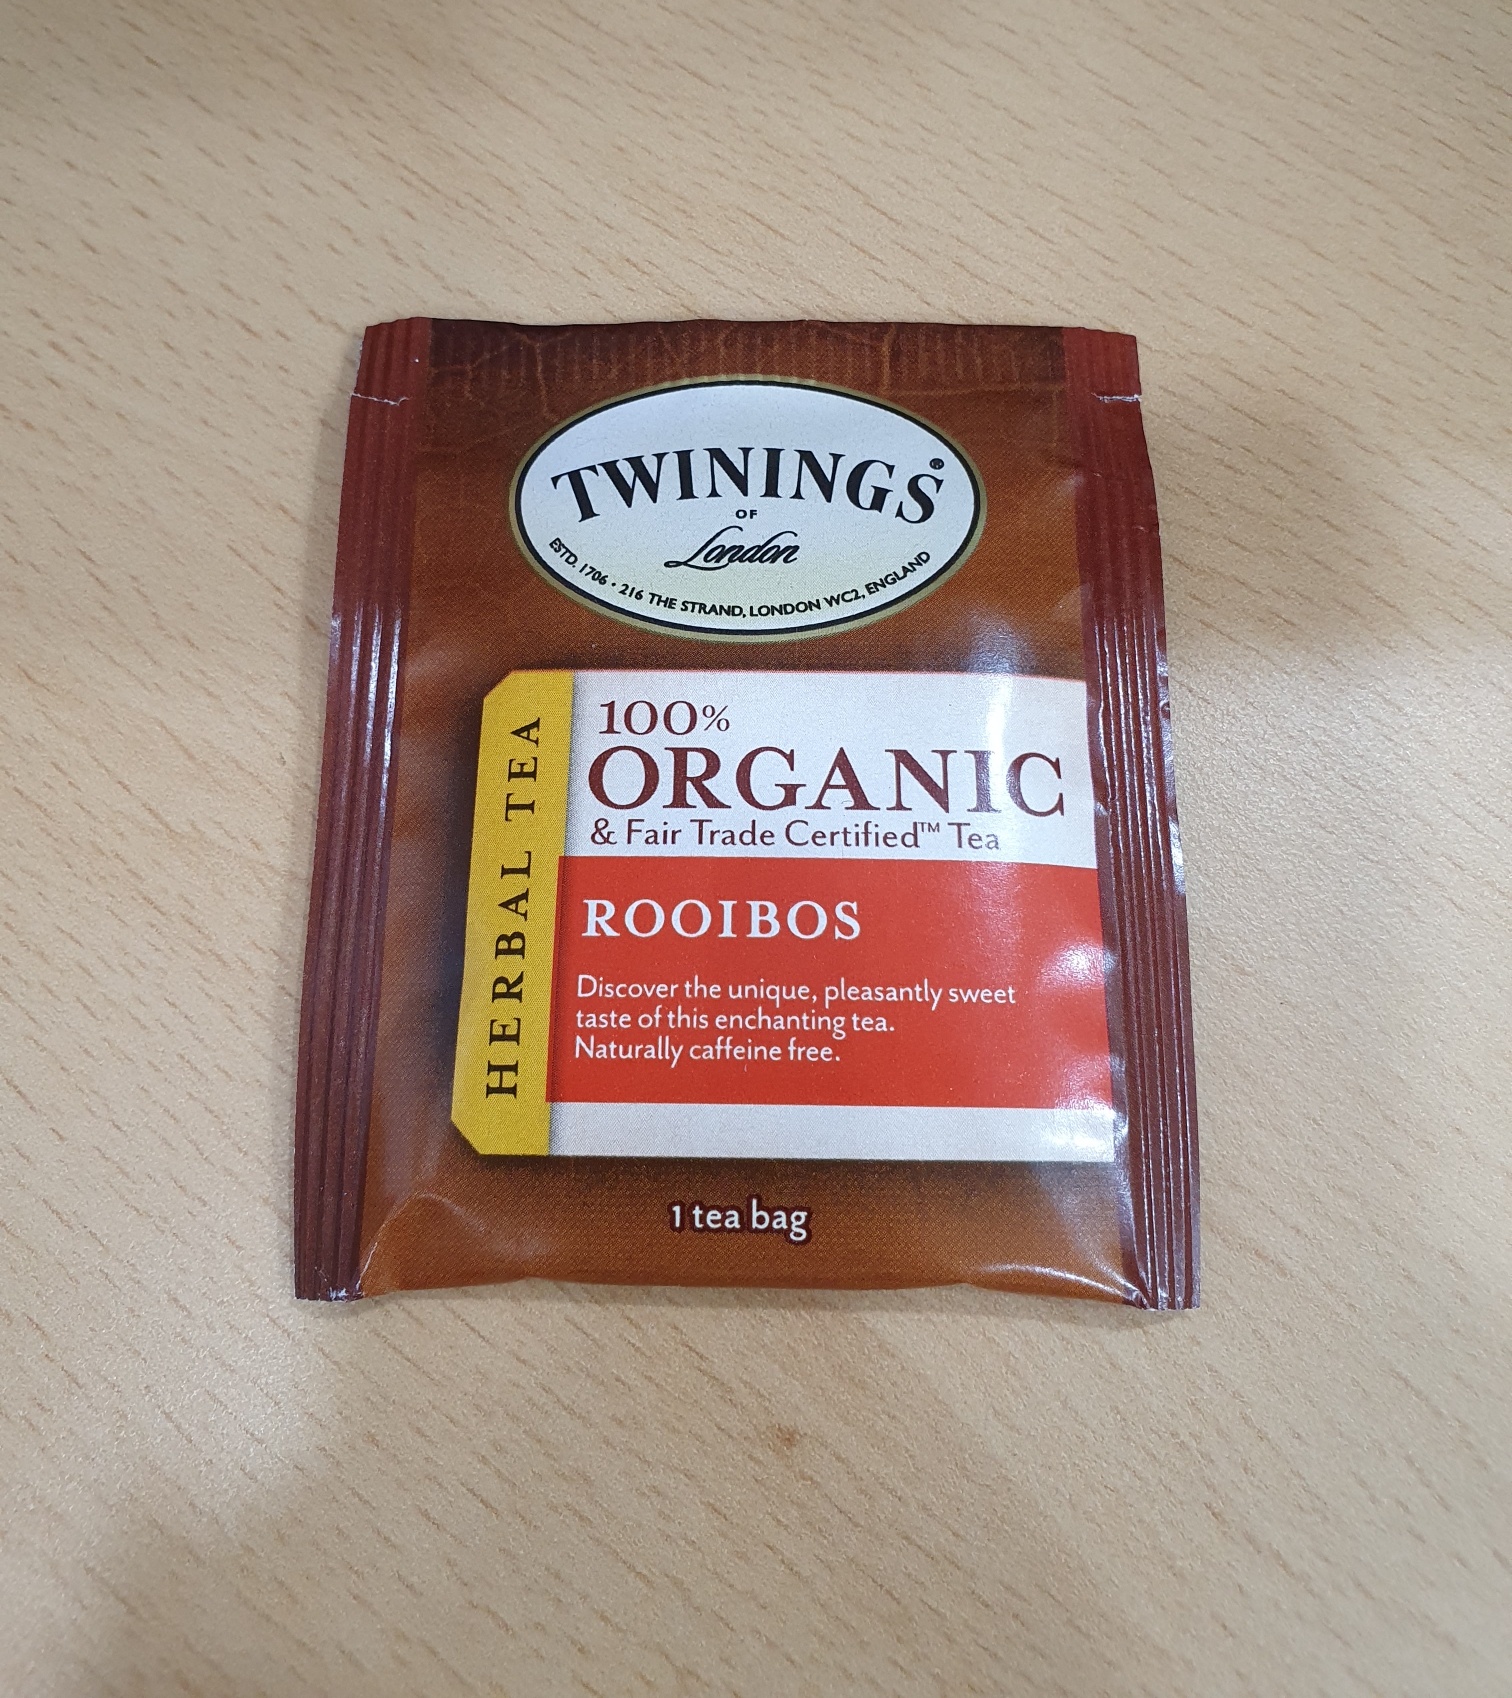 TWININGS®
OF
London
ESTD. 1706 • 216 THE STRAND, LONDON WC2, ENGLAND
HERBAL TEA
100%
ORGANIC
& Fair Trade Certified™ Tea
ROOIBOS
Discover the unique, pleasantly sweet
taste of this enchanting tea.
Naturally caffeine free.
1 tea bag